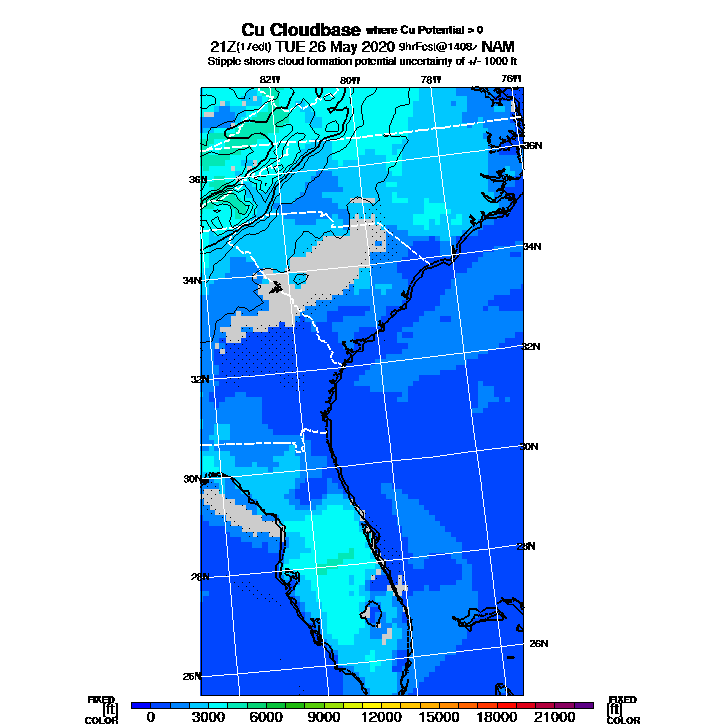 Cu Cloudbase where Cu Potential > 0
21Z(17edt) TUE 26 May 2020 9hrFcst@1408z NAM
Stipple shows cloud formation potential uncertainty of +/- 1000 ft
82W 80W 78W 76W
36N
36N
34N
34N
32N
32N
30N
30N
28N
28N
26N
26N
FIXED FIXED
[ft] [ft]
COLOR COLOR
0 3000 6000 9000 12000 15000 18000 21000